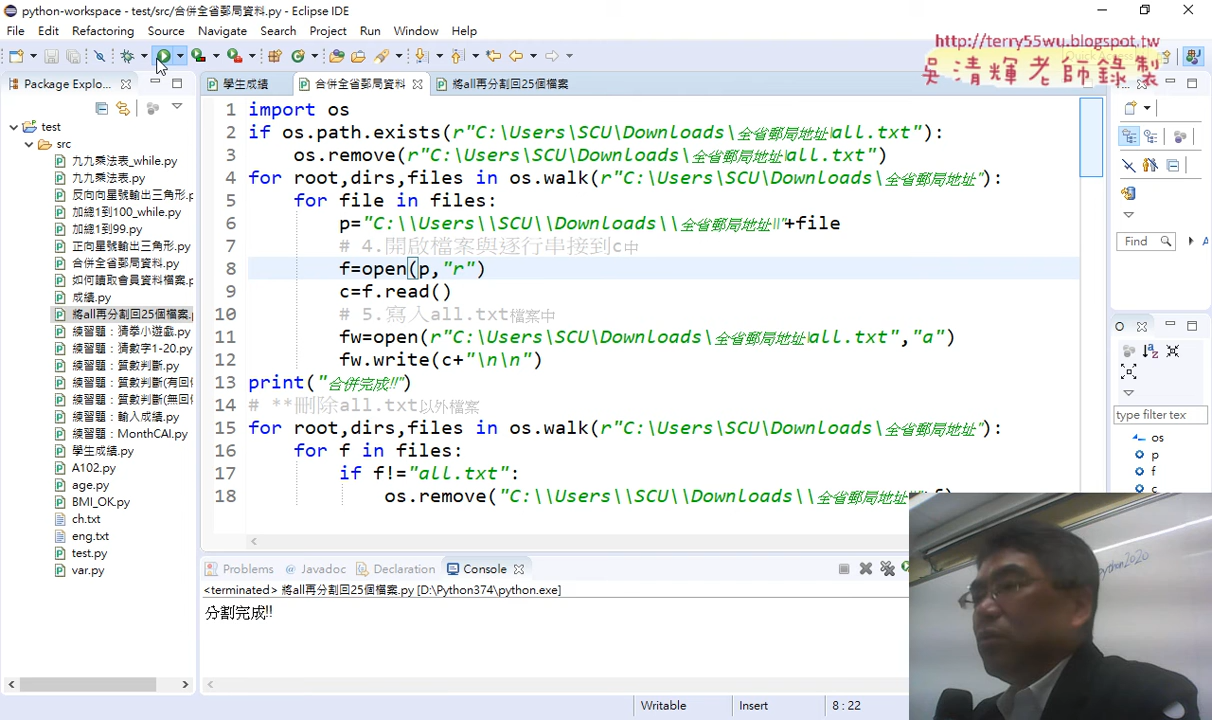 python-workspace - test/src/合併全省郵局資料.py - Eclipse IDE
File Edit Refactoring Source Navigate Search Project Run Window Help
http://terry55wu.blogspot.tw
吳清輝老師錄製
Package Explo...
學生成績
合併全省郵局資料
將all再分割回25個檔案
test
src
九九乘法表_while.py
九九乘法表.py
反向向星號輸出三角形.p
加總1到100_while.py
加總1到99.py
正向星號輸出三角形.py
合併全省郵局資料.py
如何讀取會員資料檔案.p
成績.py
將all再分割回25個檔案.
練習題：猜拳小遊戲.py
練習題：猜數字1-20.py
練習題：質數判斷.py
練習題：質數判斷(有回
練習題：質數判斷(無回
練習題：輸入成績.py
練習題：MonthCAI.py
學生成績.py
A102.py
age.py
BMI_OK.py
ch.txt
eng.txt
test.py
var.py
1 import os
2 if os.path.exists(r"C:\Users\SCU\Downloads\全省郵局地址\all.txt"):
3 os.remove(r"C:\Users\SCU\Downloads\全省郵局地址\all.txt")
4 for root,dirs,files in os.walk(r"C:\Users\SCU\Downloads\全省郵局地址"):
5 for file in files:
6 p="C:\\Users\\SCU\\Downloads\\全省郵局地址\\"+file
7 # 4.開啟檔案與逐行串接到c中
8 f=open(p,"r")
9 c=f.read()
10 # 5.寫入all.txt檔案中
11 fw=open(r"C:\Users\SCU\Downloads\全省郵局地址\all.txt","a")
12 fw.write(c+"\n\n")
13 print("合併完成!!")
14 # **刪除all.txt以外檔案
15 for root,dirs,files in os.walk(r"C:\Users\SCU\Downloads\全省郵局地址"):
16 for f in files:
17 if f!="all.txt":
18 os.remove("C:\\Users\\SCU\\Downloads\\全省郵局地址
Find
type filter tex
os
p
f
c
Problems Javadoc Declaration Console
<terminated> 將all再分割回25個檔案.py [D:\Python374\python.exe]
分割完成!!
python2020
Writable Insert 8 : 22